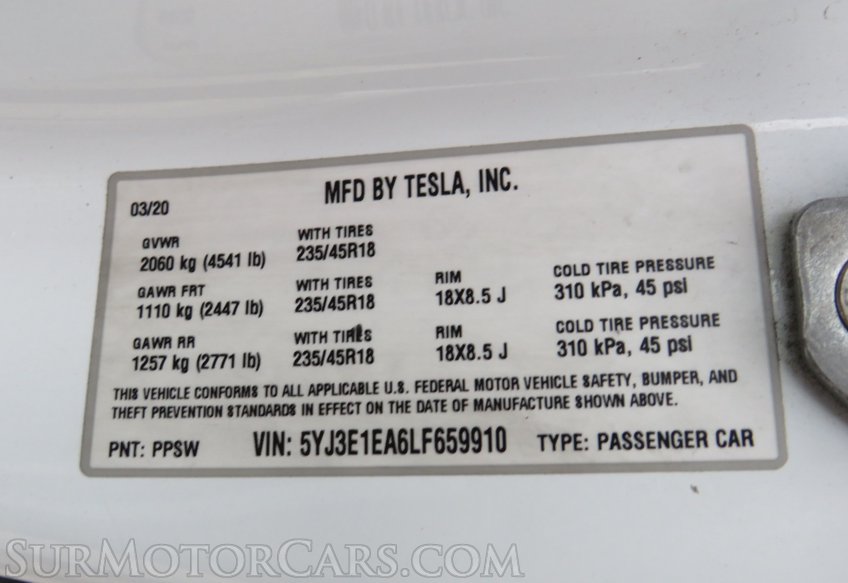 MFD BY TESLA, INC.
03/20
GVWR WITH TIRES
2060 kg (4541 lb) 235/45R18
GAWR FRT WITH TIRES RIM COLD TIRE PRESSURE
1110 kg (2447 lb) 235/45R18 18X8.5 J 310 kPa, 45 psi
GAWR RR WITH TIRES RIM COLD TIRE PRESSURE
1257 kg (2771 lb) 235/45R18 18X8.5 J 310 kPa, 45 psi
THIS VEHICLE CONFORMS TO ALL APPLICABLE U.S. FEDERAL MOTOR VEHICLE SAFETY, BUMPER, AND
THEFT PREVENTION STANDARDS IN EFFECT ON THE DATE OF MANUFACTURE SHOWN ABOVE.
PNT: PPSW VIN: 5YJ3E1EA6LF659910 TYPE: PASSENGER CAR
SURMOTORCARS.COM